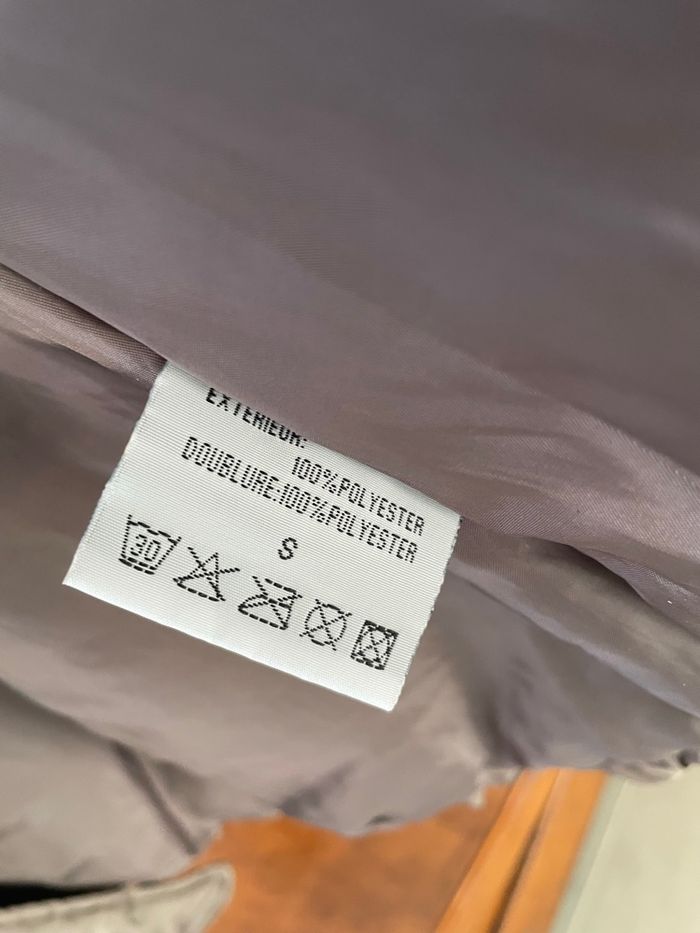 EXTERIEUR:
100%POLYESTER
DOUBLURE:100%POLYESTER
S
30